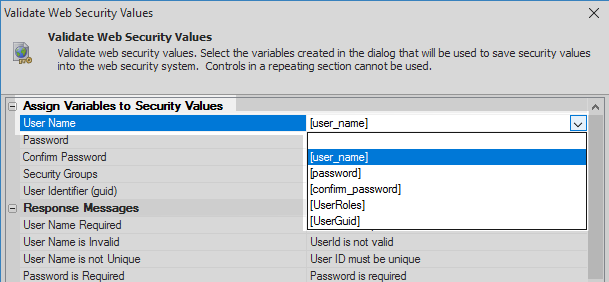 Validate Web Security Values
Validate Web Security Values
Validate web security values. Select the variables created in the dialog that will be used to save security values
into the web security system. Controls in a repeating section cannot be used.
Assign Variables to Security Values
User Name [user_name]
Password
Confirm Password [user_name]
Security Groups [password]
User Identifier (guid) [confirm_password]
Response Messages [UserRoles]
User Name Required [UserGuid]
User Name is Invalid UserId is not valid
User Name is not Unique User ID must be unique
Password is Required Password is required